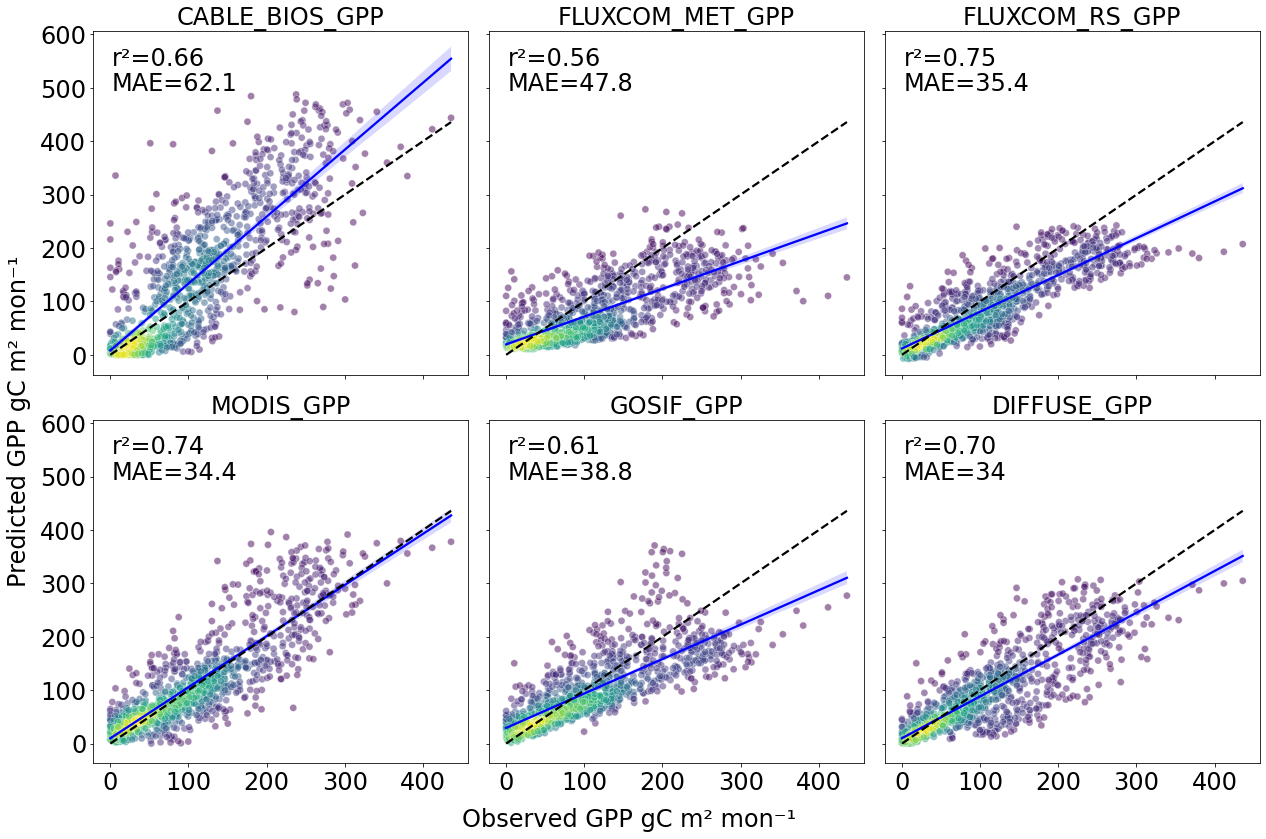 CABLE_BIOS_GPP
FLUXCOM_MET_GPP
FLUXCOM_RS_GPP
r²=0.66
MAE=62.1
r²=0.56
MAE=47.8
r²=0.75
MAE=35.4
600
500
400
300
200
100
0
MODIS_GPP
GOSIF_GPP
DIFFUSE_GPP
r²=0.74
MAE=34.4
r²=0.61
MAE=38.8
r²=0.70
MAE=34
600
500
400
300
200
100
0
0 100 200 300 400
0 100 200 300 400
0 100 200 300 400
Predicted GPP gC m² mon⁻¹
Observed GPP gC m² mon⁻¹